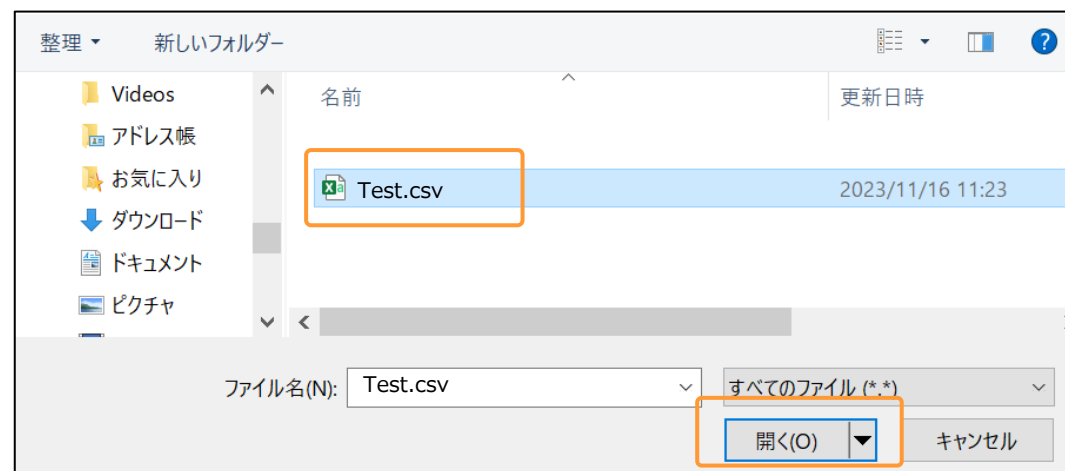 整理 新しいフォルダー
Videos
名前
更新日時
アドレス帳
お気に入り
Test.csv
2023/11/16 11:23
ダウンロード
ドキュメント
ピクチャ
ファイル名(N):
Test.csv
すべてのファイル (*.*)
開く(O)
キャンセル